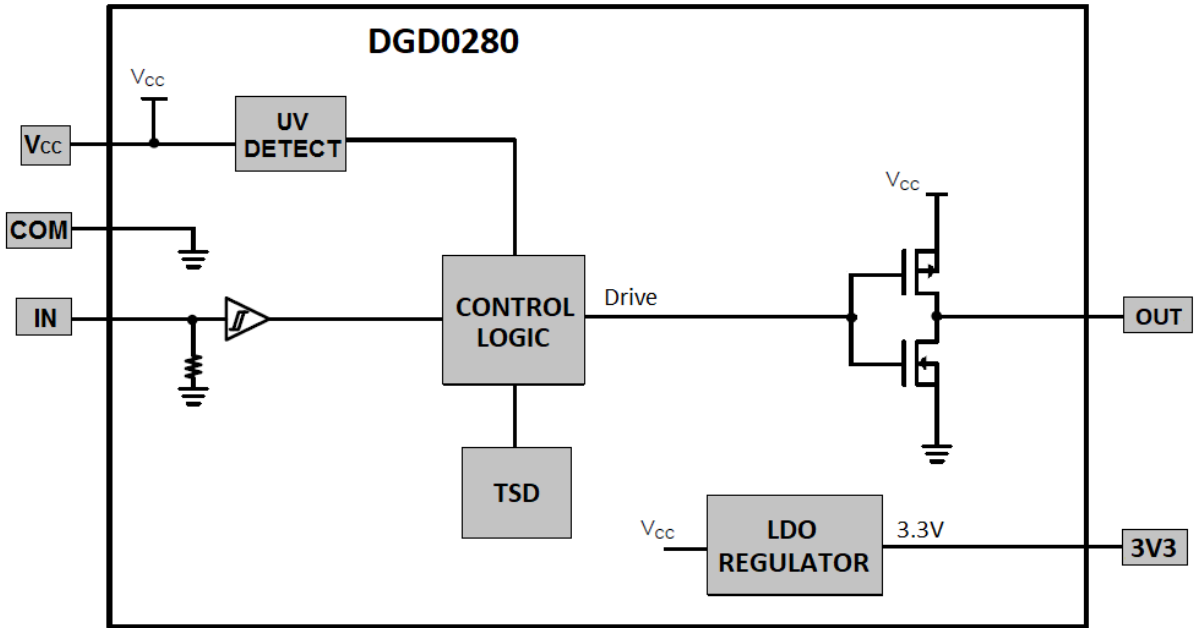 DGD0280
VCC
VCC
UV
DETECT
VCC
COM
IN
CONTROL
LOGIC
Drive
OUT
TSD
VCC
LDO
REGULATOR
3.3V
3V3